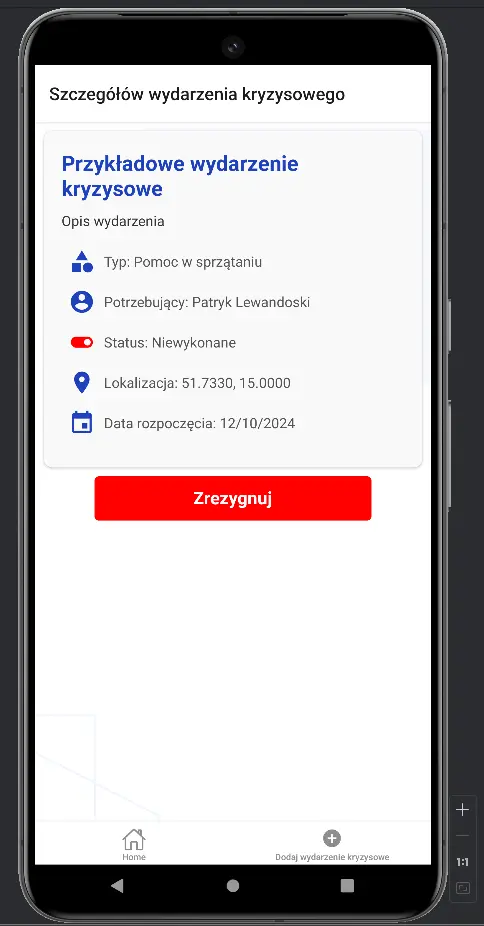 Szczegółów wydarzenia kryzysowego
Przykładowe wydarzenie
kryzysowe
Opis wydarzenia
Typ: Pomoc w sprzątaniu
Potrzebujący: Patryk Lewandoski
Status: Niewykonane
Lokalizacja: 51.7330, 15.0000
Data rozpoczęcia: 12/10/2024
Zrezygnuj
Home
Dodaj wydarzenie kryzysowe
1:1